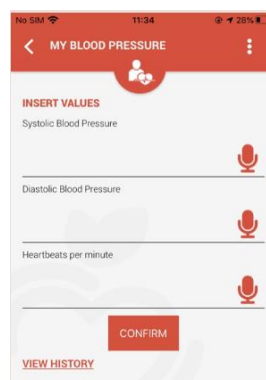 No SIM 11:34 28%
MY BLOOD PRESSURE
INSERT VALUES
Systolic Blood Pressure
Diastolic Blood Pressure
Heartbeats per minute
CONFIRM
VIEW HISTORY